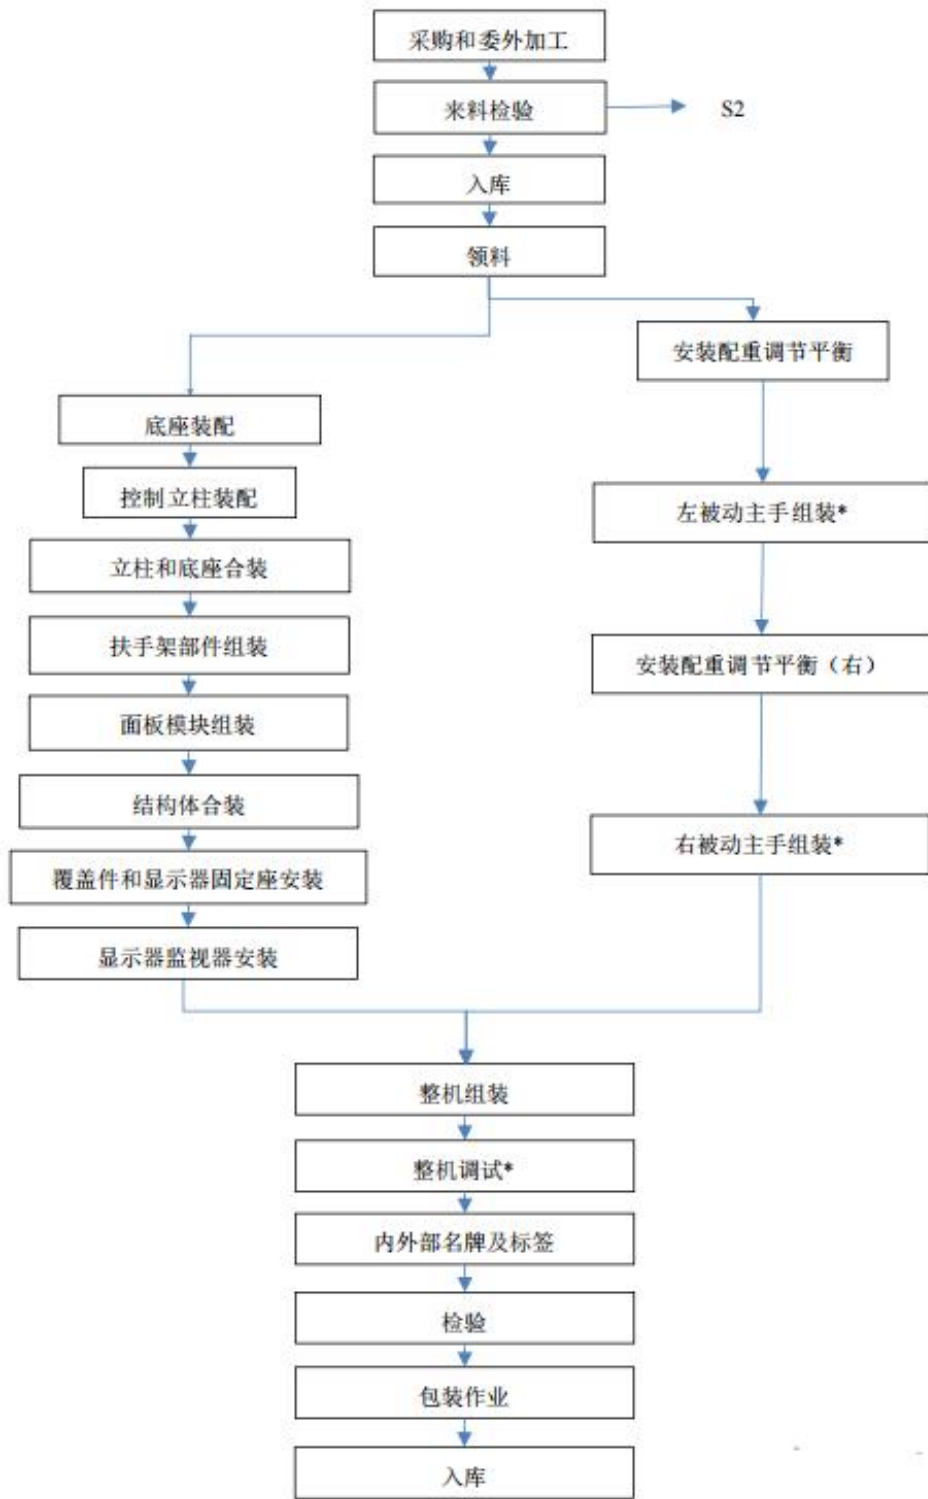 采购和委外加工
来料检验
S2
入库
领料
安装配重调节平衡
底座装配
控制立柱装配
左被动主手组装*
立柱和底座合装
扶手架部件组装
安装配重调节平衡（右）
面板模块组装
结构体合装
右被动主手组装*
覆盖件和显示器固定座安装
显示器监视器安装
整机组装
整机调试*
内外部名牌及标签
检验
包装作业
入库